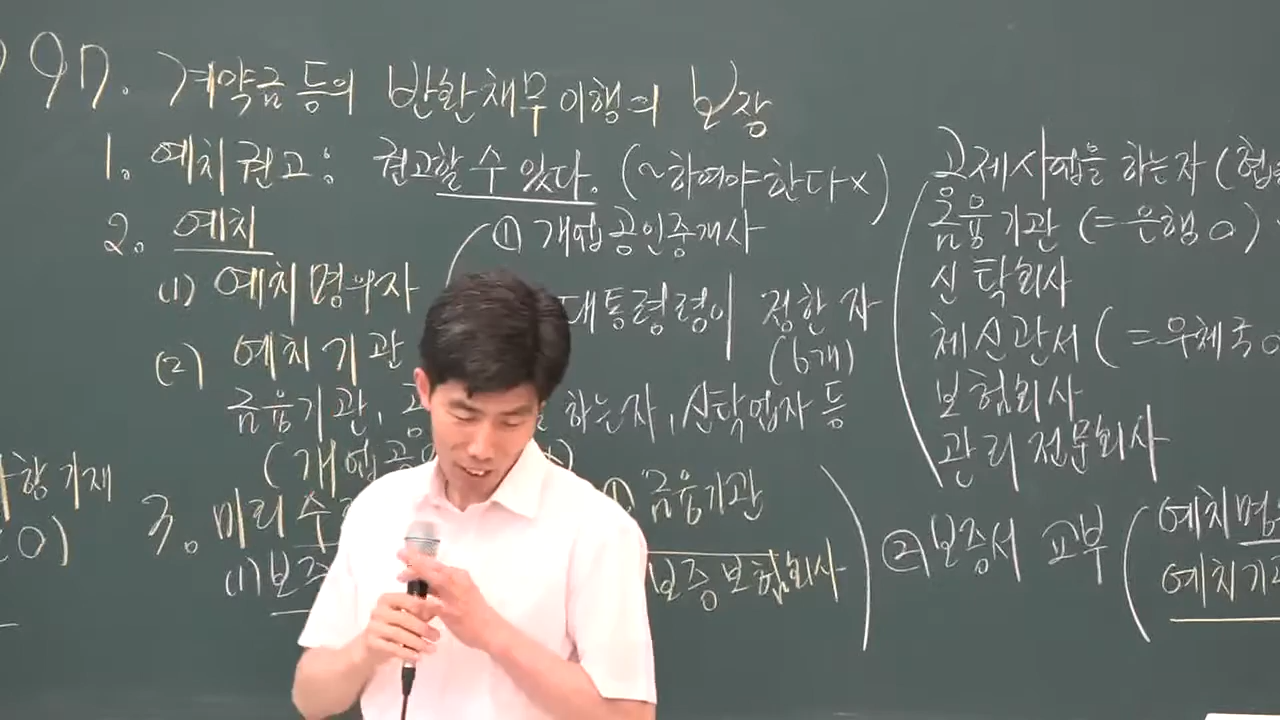 97. 계약금 등의 반환채무 이행의 보장
1. 예치권고: 권고할 수 있다. (~하여야 한다x)
2. 예치
(1) 예치명의자
① 개업공인중개사
대통령령이 정한 자
(6개)
(2) 예치기관
금융기관, 공 하는자, 신탁업자 등
(개업공
3. 미리 수
(1) 보증
금융기관
보증보험회사
② 보증서 교부
예치명
예치기관
공제사업을 하는자 (협
금융기관 (=은행 o)
신탁회사
체신관서 (=우체국o
보험회사
관리전문회사
항 기재
(o)